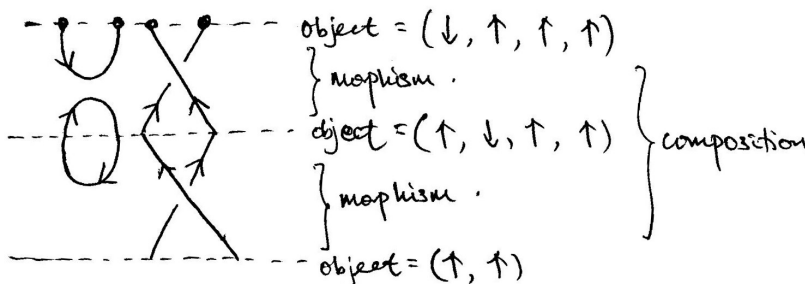 object = (↓, ↑, ↑, ↑)
mophism.
object = (↑, ↓, ↑, ↑)
composition
mophism.
object = (↑, ↑)